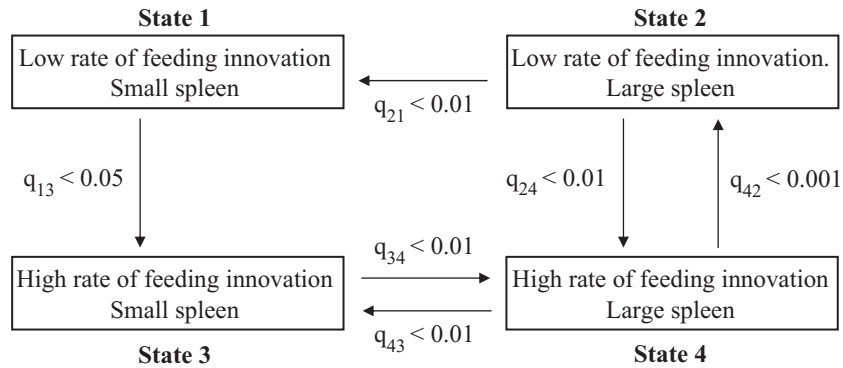 State 1
Low rate of feeding innovation
Small spleen
State 2
Low rate of feeding innovation.
Large spleen
q21 < 0.01
q13 < 0.05
q24 < 0.01
q42 < 0.001
High rate of feeding innovation
Small spleen
State 3
q34 < 0.01
q43 < 0.01
High rate of feeding innovation
Large spleen
State 4